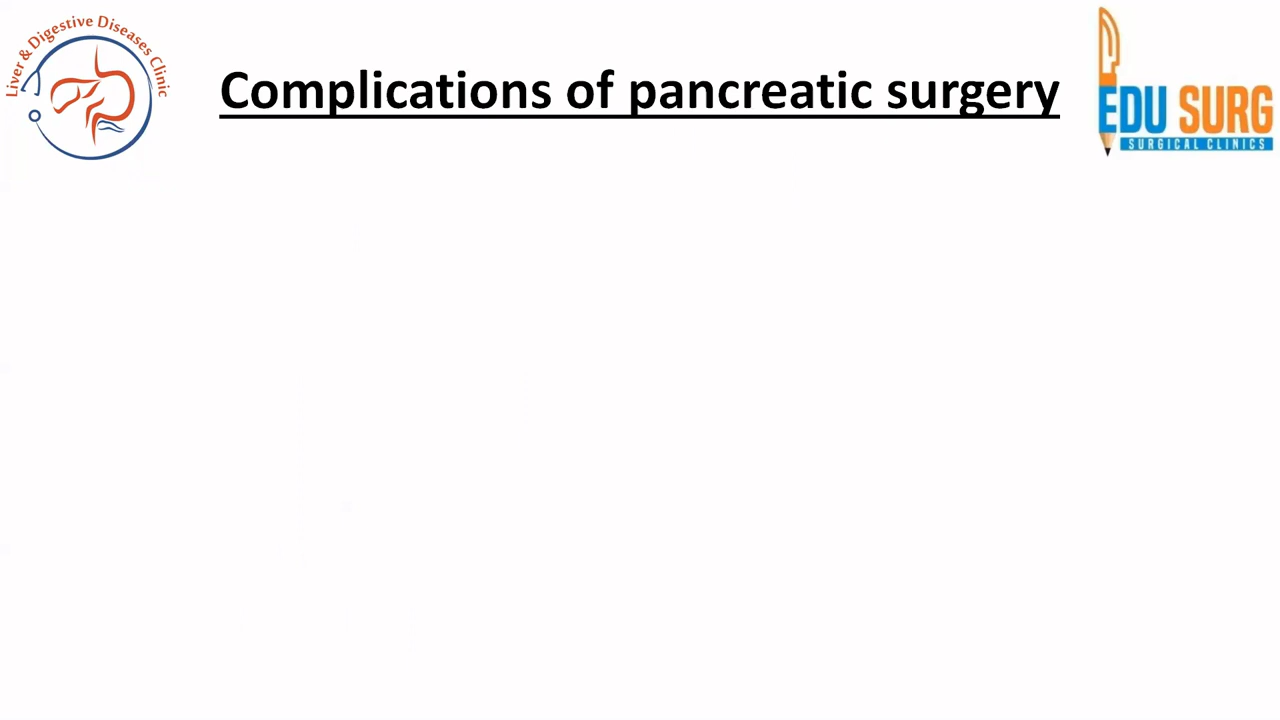 Liver & Digestive Diseases Clinic
Complications of pancreatic surgery
EDU SURG
SURGICAL CLINICS